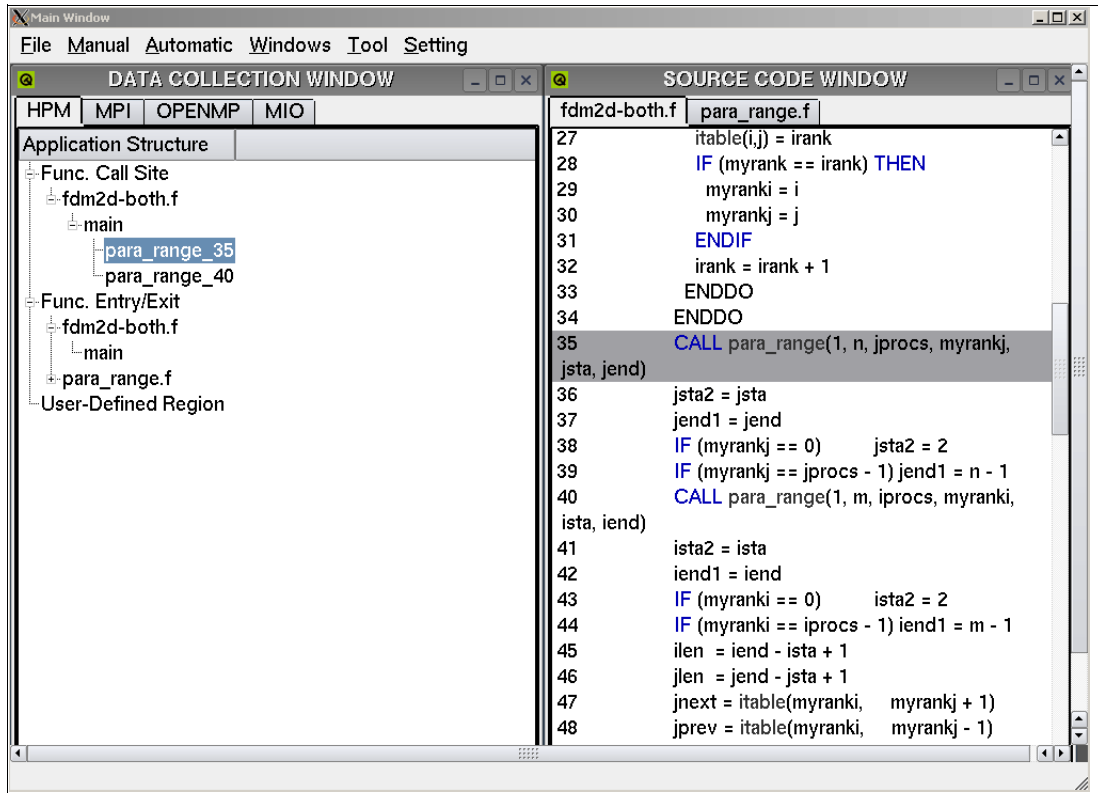 Main Window
File Manual Automatic Windows Tool Setting
DATA COLLECTION WINDOW
HPM MPI OPENMP MIO
Application Structure
Func. Call Site
fdm2d-both.f
main
para_range_35
para_range_40
Func. Entry/Exit
fdm2d-both.f
main
para_range.f
User-Defined Region
SOURCE CODE WINDOW
fdm2d-both.f para_range.f
27 itable(i,j) = irank
28 IF (myrank == irank) THEN
29 myranki = i
30 myrankj = j
31 ENDIF
32 irank = irank + 1
33 ENDDO
34 ENDDO
35 CALL para_range(1, n, jprocs, myrankj,
jsta, jend)
36 jsta2 = jsta
37 jend1 = jend
38 IF (myrankj == 0) jsta2 = 2
39 IF (myrankj == jprocs - 1) jend1 = n - 1
40 CALL para_range(1, m, iprocs, myranki,
ista, iend)
41 ista2 = ista
42 iend1 = iend
43 IF (myranki == 0) ista2 = 2
44 IF (myranki == iprocs - 1) iend1 = m - 1
45 ilen = iend - ista + 1
46 jlen = jend - jsta + 1
47 jnext = itable(myranki, myrankj + 1)
48 jprev = itable(myranki, myrankj - 1)